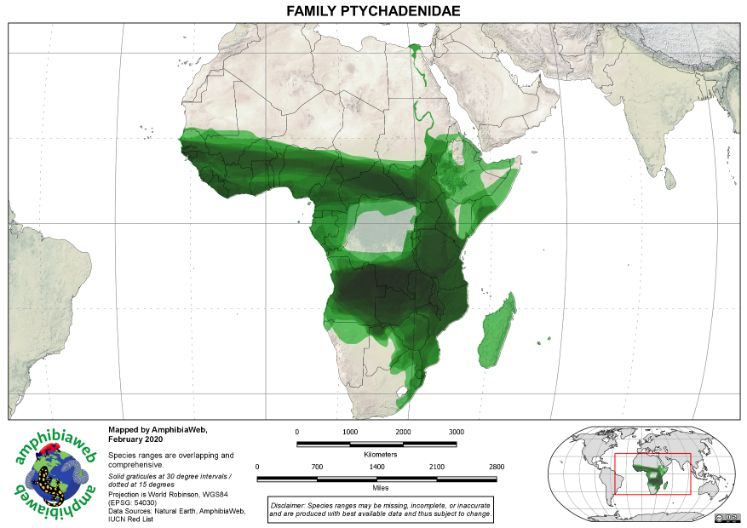 FAMILY PTYCHADENIDAE
amphibiaweb
amphibiaweb
Mapped by AmphibiaWeb,
February 2020
Species ranges are overlapping and
comprehensive.
Solid graticules at 30 degree intervals /
dotted at 15 degrees
Projection is World Robinson, WGS84
(EPSG: 54030)
Data Sources: Natural Earth, AmphibiaWeb,
IUCN Red List
0 1000 2000 3000
Kilometers
0 700 1400 2100 2800
Miles
Disclaimer: Species ranges may be missing, incomplete, or inaccurate
and are produced with best available data and thus subject to change.